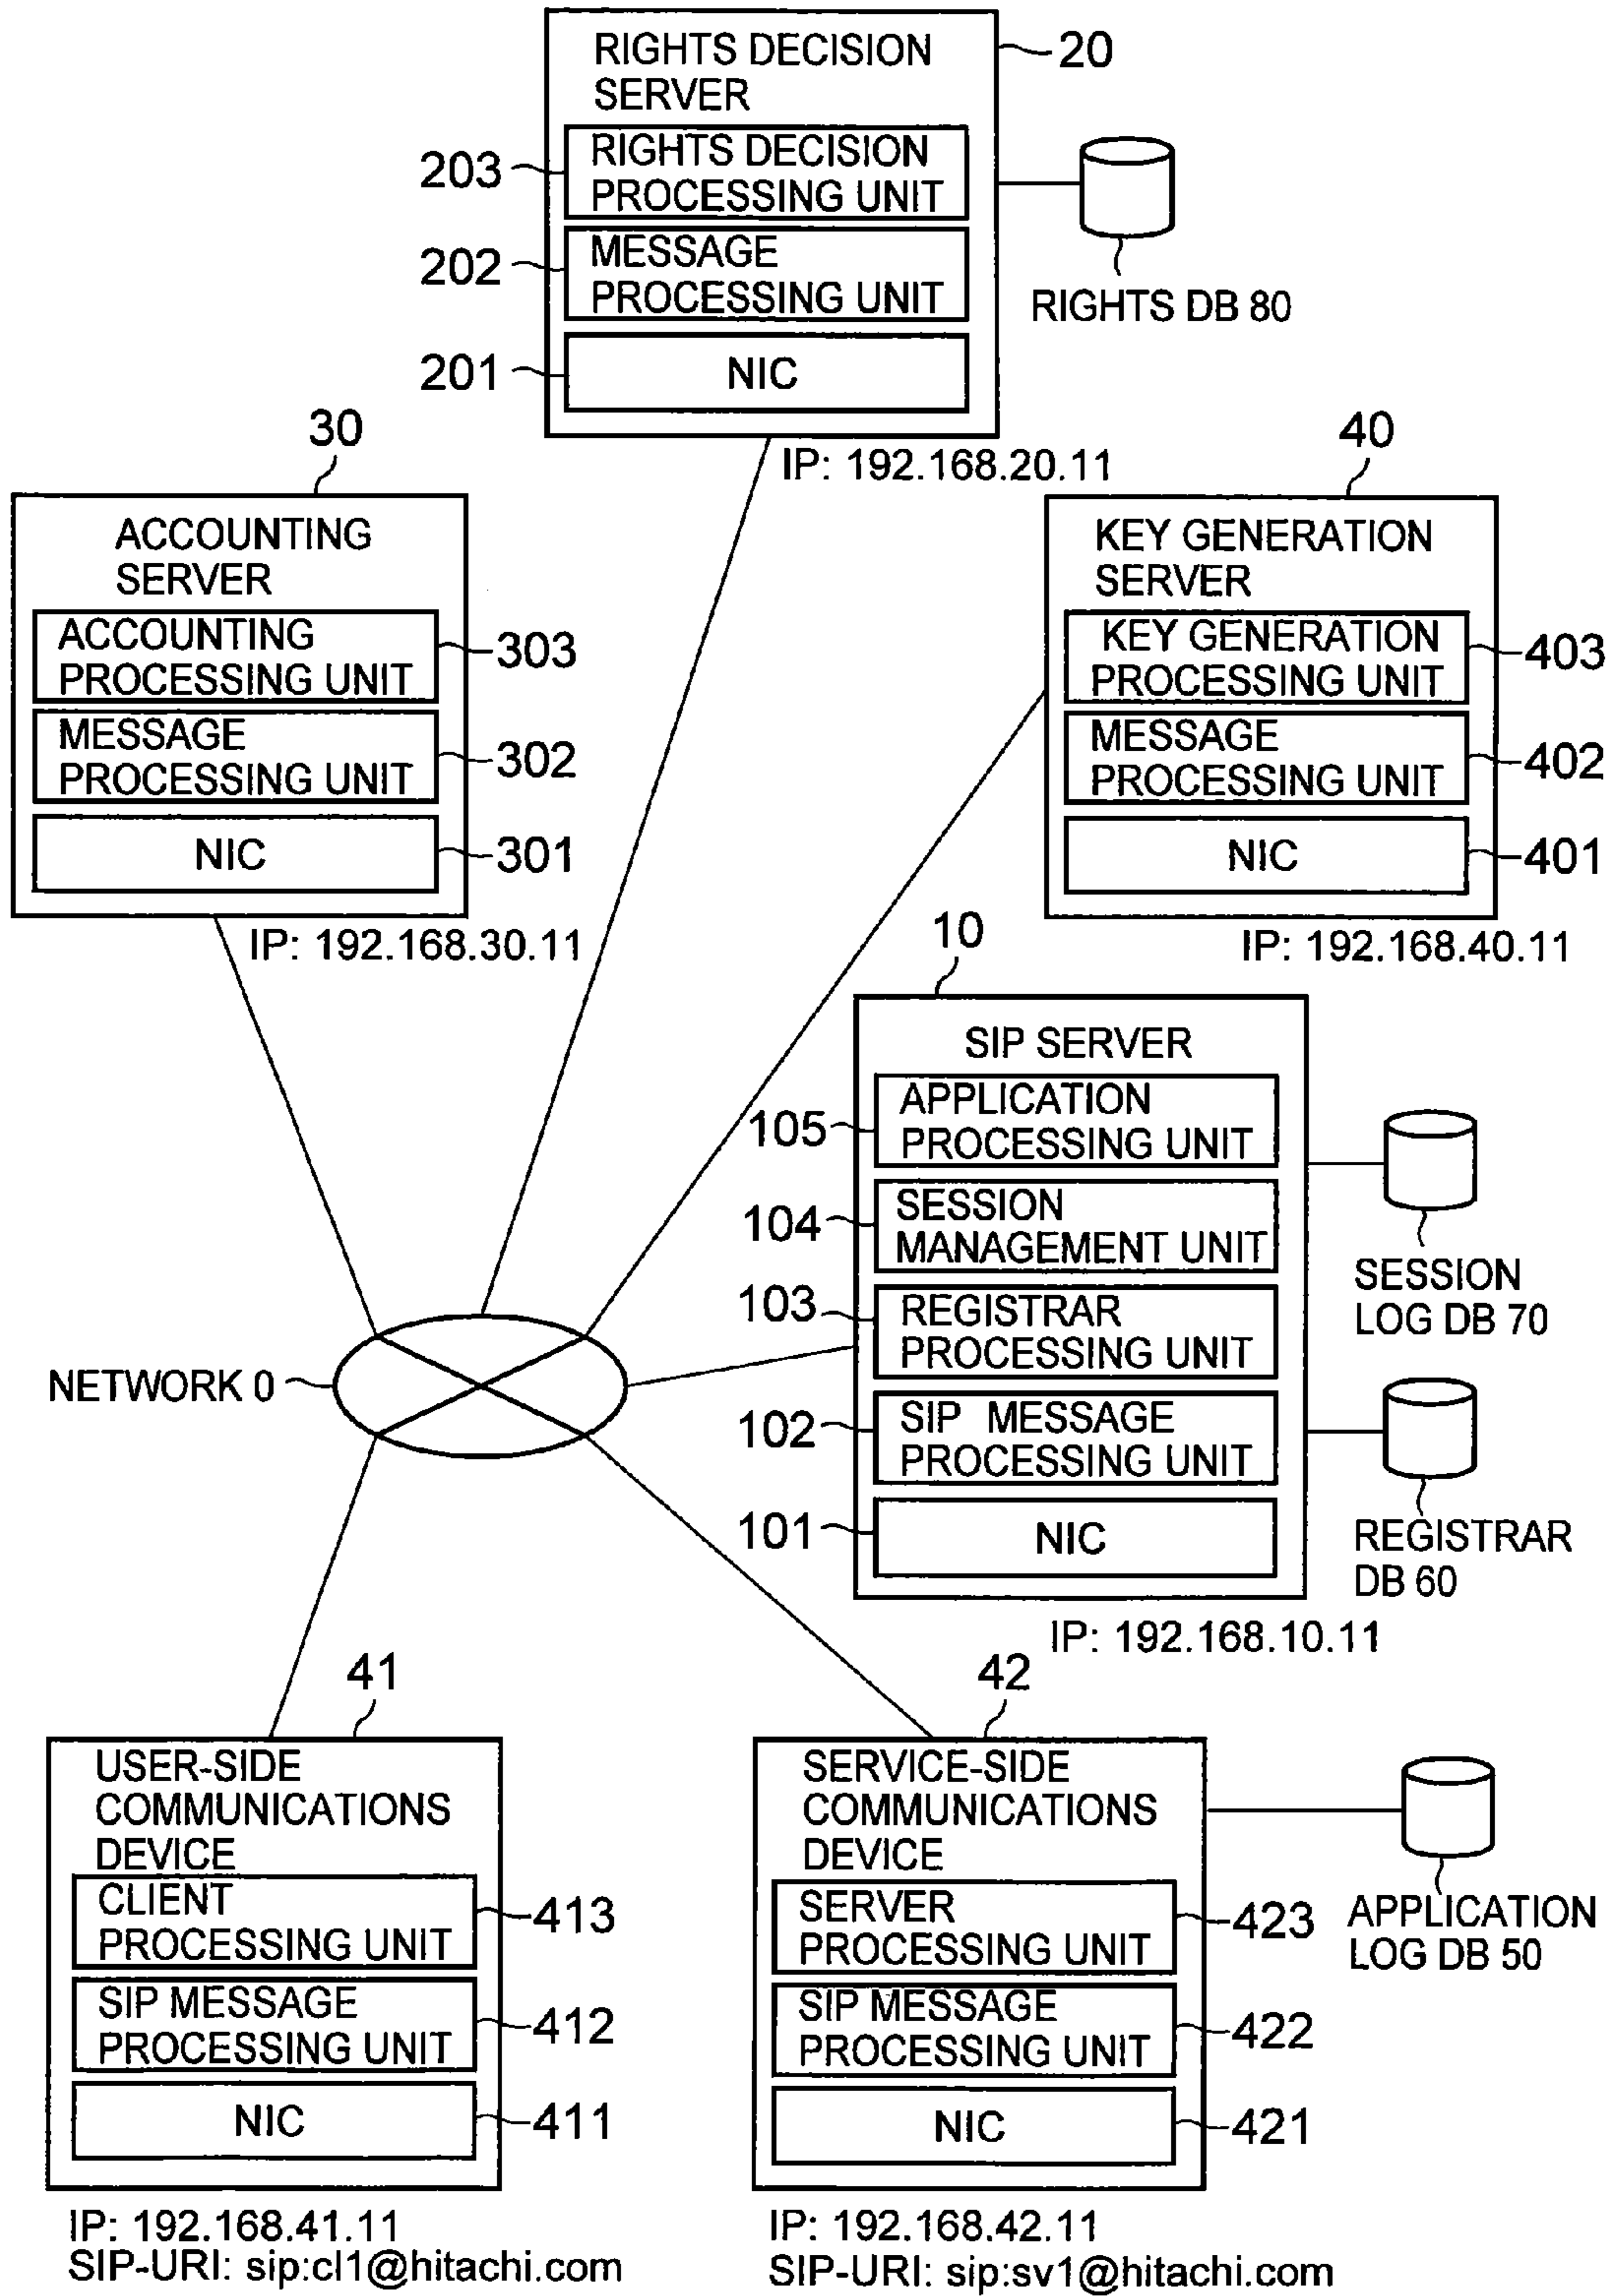 RIGHTS DECISION
SERVER
20
203
RIGHTS DECISION
PROCESSING UNIT
202
MESSAGE
PROCESSING UNIT
201
NIC
RIGHTS DB 80
IP: 192.168.20.11
30
ACCOUNTING
SERVER
ACCOUNTING
PROCESSING UNIT
303
MESSAGE
PROCESSING UNIT
302
NIC
301
IP: 192.168.30.11
40
KEY GENERATION
SERVER
KEY GENERATION
PROCESSING UNIT
403
MESSAGE
PROCESSING UNIT
402
NIC
401
IP: 192.168.40.11
10
SIP SERVER
105
APPLICATION
PROCESSING UNIT
104
SESSION
MANAGEMENT UNIT
103
REGISTRAR
PROCESSING UNIT
102
SIP MESSAGE
PROCESSING UNIT
101
NIC
SESSION
LOG DB 70
REGISTRAR
DB 60
IP: 192.168.10.11
NETWORK 0
41
USER-SIDE
COMMUNICATIONS
DEVICE
CLIENT
PROCESSING UNIT
413
SIP MESSAGE
PROCESSING UNIT
412
NIC
411
IP: 192.168.41.11
SIP-URI: sip:cl1@hitachi.com
42
SERVICE-SIDE
COMMUNICATIONS
DEVICE
SERVER
PROCESSING UNIT
423
SIP MESSAGE
PROCESSING UNIT
422
NIC
421
APPLICATION
LOG DB 50
IP: 192.168.42.11
SIP-URI: sip:sv1@hitachi.com